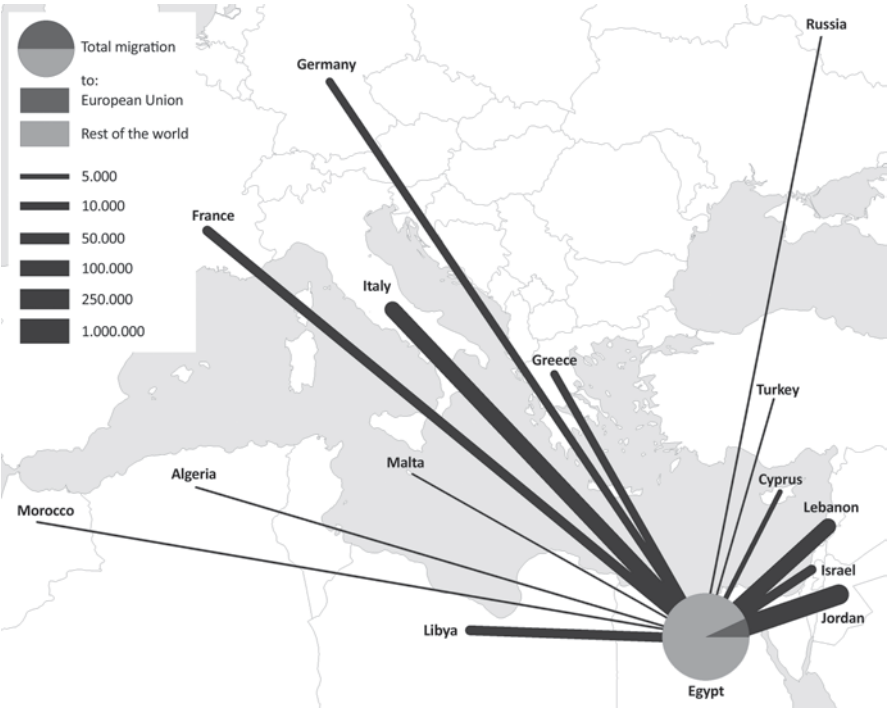 Total migration
to:
European Union
Rest of the world
5.000
10.000
50.000
100.000
250.000
1.000.000
Russia
Germany
France
Italy
Greece
Turkey
Malta
Algeria
Cyprus
Morocco
Lebanon
Israel
Jordan
Libya
Egypt